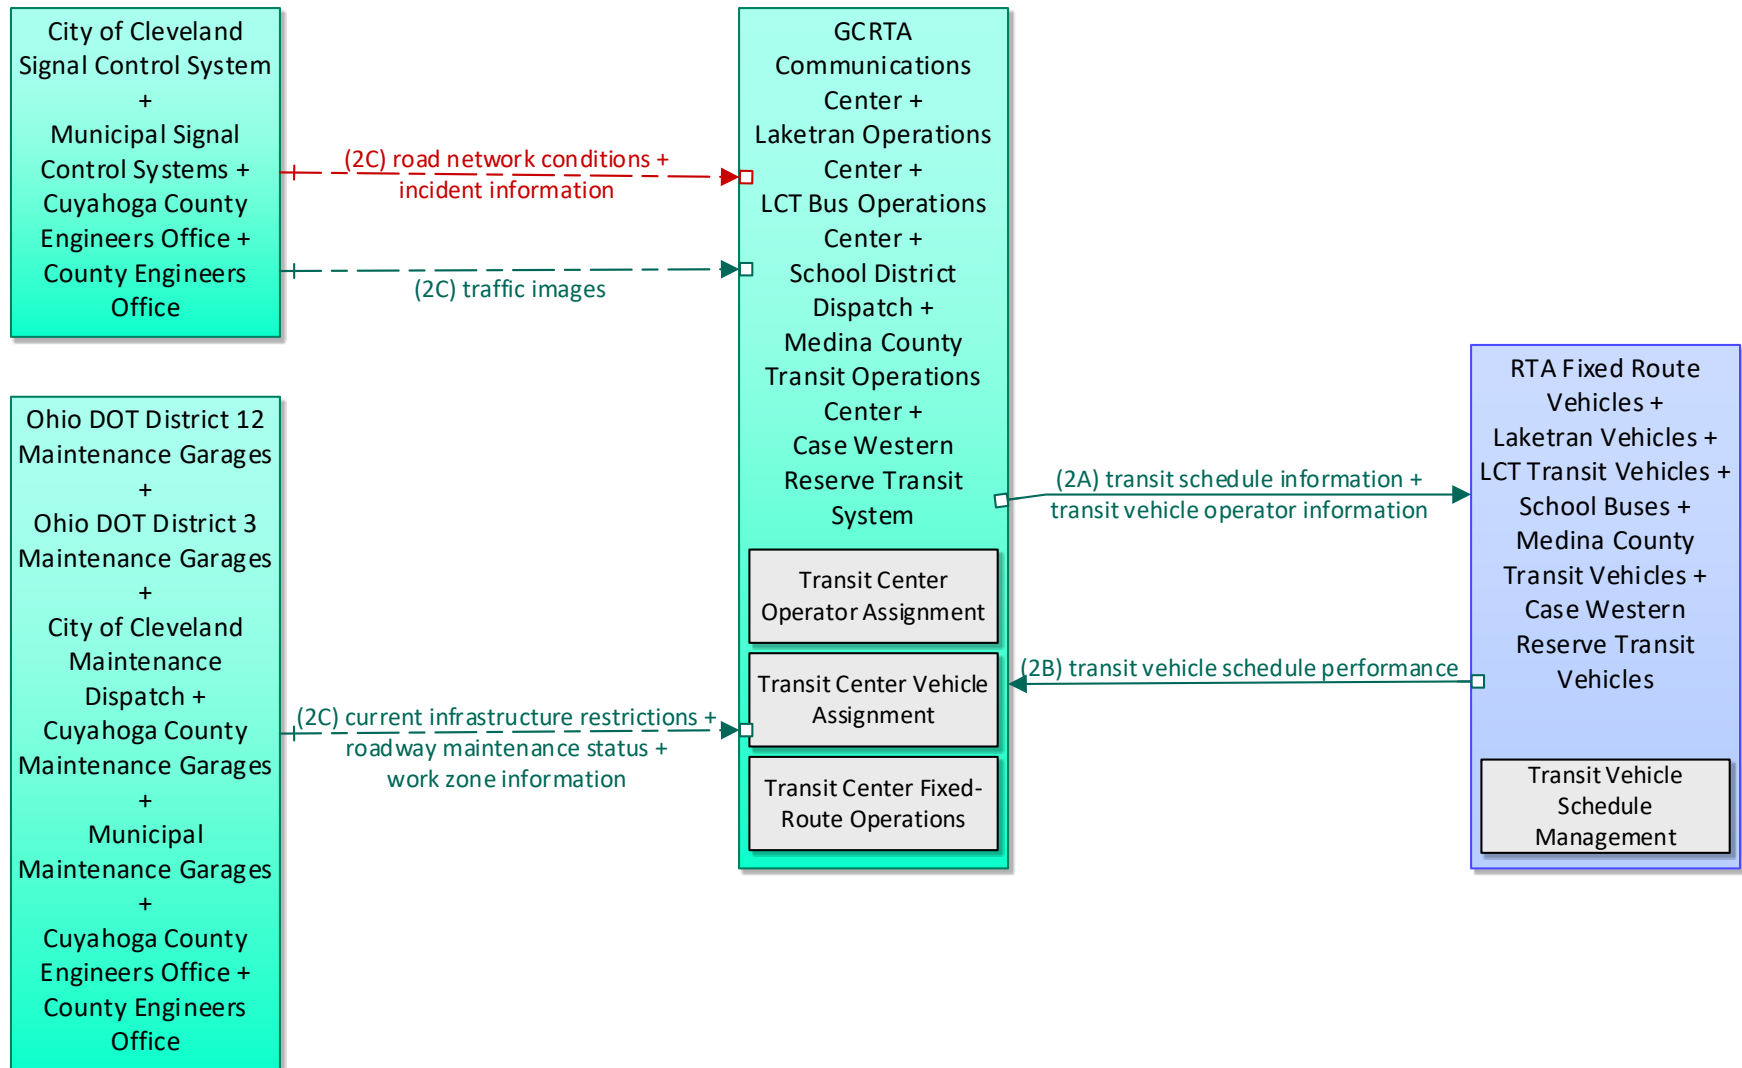 City of Cleveland
Signal Control System
+
Municipal Signal
Control Systems +
Cuyahoga County
Engineers Office +
County Engineers
Office
Ohio DOT District 12
Maintenance Garages
+
Ohio DOT District 3
Maintenance Garages
+
City of Cleveland
Maintenance
Dispatch +
Cuyahoga County
Maintenance Garages
+
Municipal
Maintenance Garages
+
Cuyahoga County
Engineers Office +
County Engineers
Office
(2C) road network conditions +
incident information
(2C) traffic images
(2C) current infrastructure restrictions +
roadway maintenance status +
work zone information
GCRTA
Communications
Center +
Laketran Operations
Center +
LCT Bus Operations
Center +
School District
Dispatch +
Medina County
Transit Operations
Center +
Case Western
Reserve Transit
System
Transit Center
Operator Assignment
Transit Center Vehicle
Assignment
Transit Center Fixed-
Route Operations
(2A) transit schedule information +
transit vehicle operator information
(2B) transit vehicle schedule performance
RTA Fixed Route
Vehicles +
Laketran Vehicles +
LCT Transit Vehicles +
School Buses +
Medina County
Transit Vehicles +
Case Western
Reserve Transit
Vehicles
Transit Vehicle
Schedule
Management